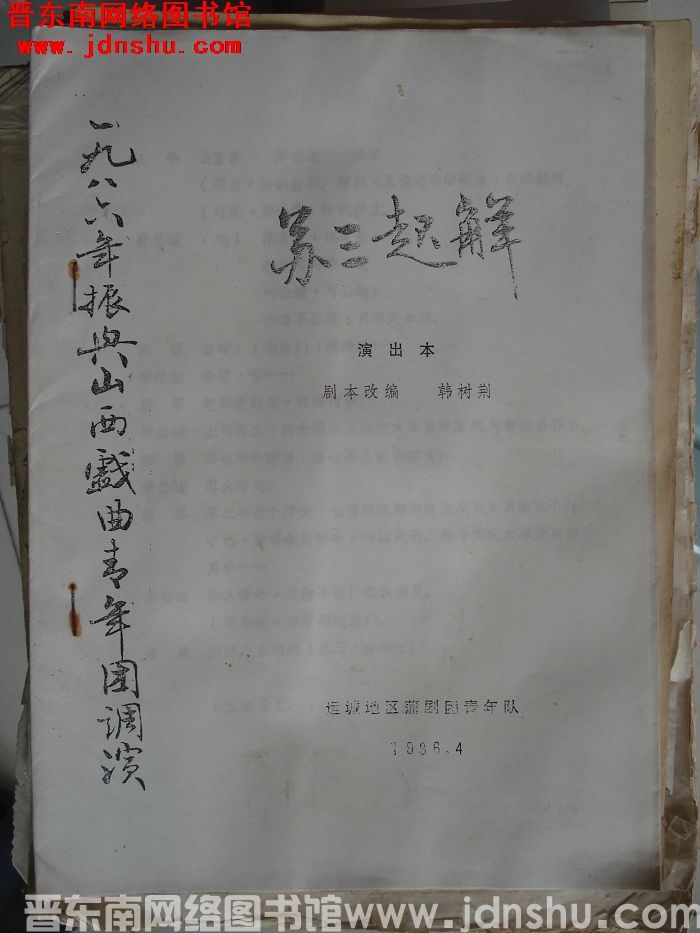 晋东南网络图书馆
www.jdnshu.com
一九八六年振兴山西戏曲青年团调演
苏三起解
演出本
剧本改编 韩树荆
运城地区蒲剧团青年队
1986.4
晋东南网络图书馆www.jdnshu.com